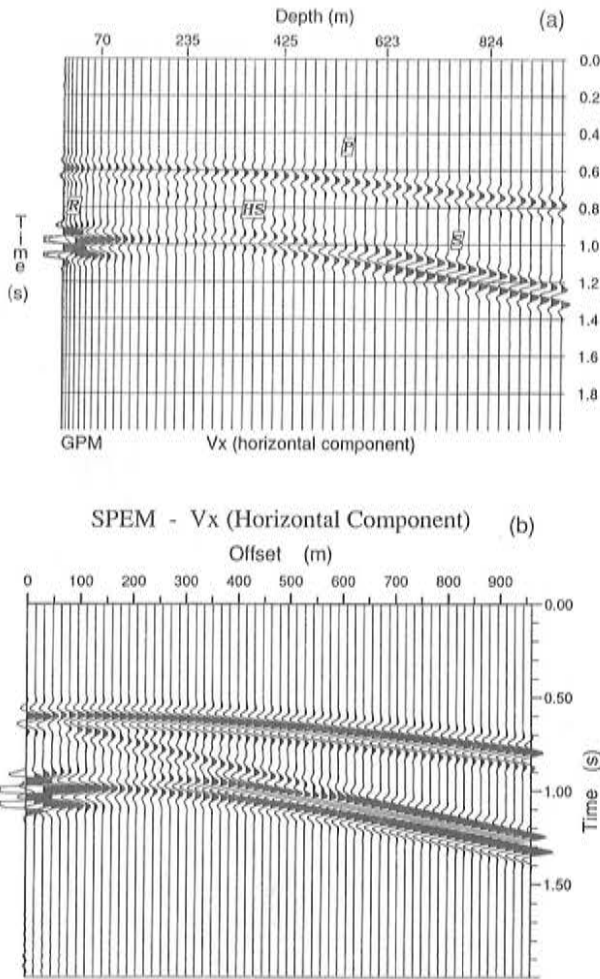 Depth (m)
(a)
70 235 425 623 824
0.0
0.2
0.4
P
0.6
R HS
0.8
Time
(s)
S
1.0
1.2
1.4
1.6
1.8
GPM Vx (horizontal component)
SPEM - Vx (Horizontal Component) (b)
Offset (m)
0 100 200 300 400 500 600 700 800 900
0.00
0.50
1.00
Time (s)
1.50